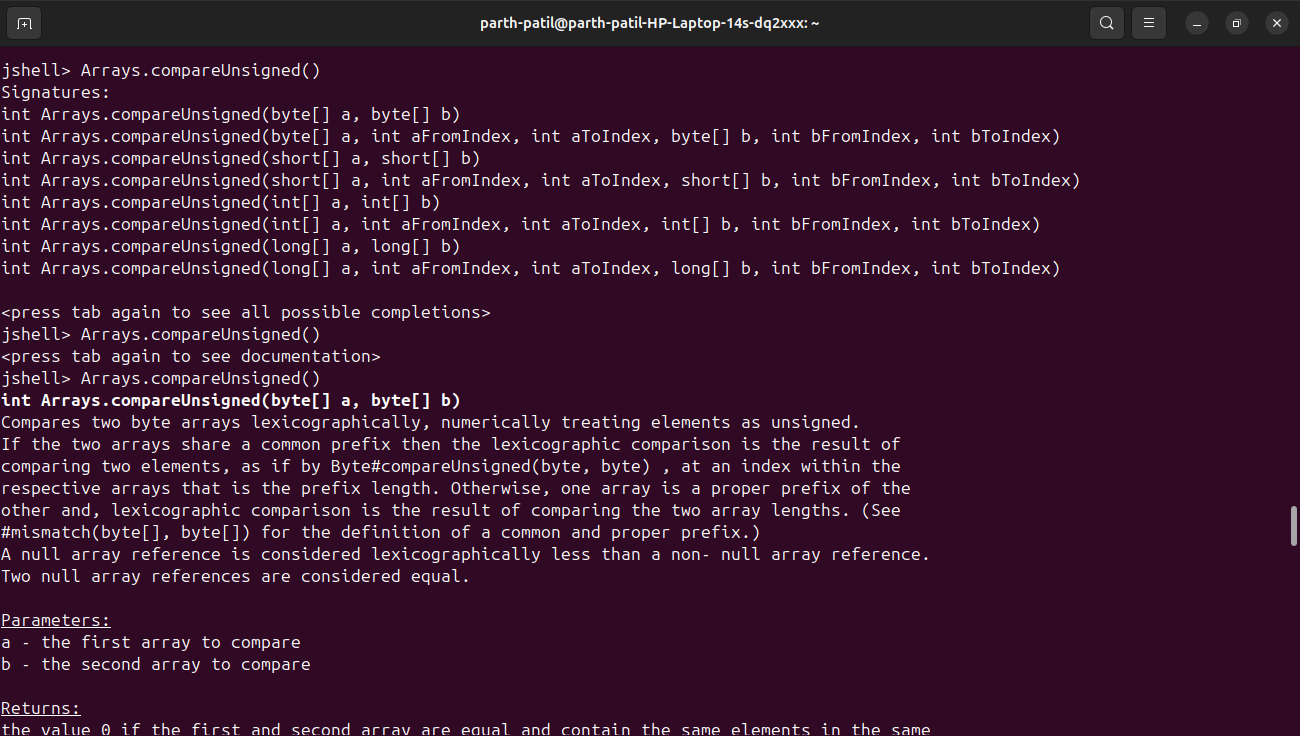 parth-patil@parth-patil-HP-Laptop-14s-dq2xxx: ~
jshell> Arrays.compareUnsigned()
Signatures:
int Arrays.compareUnsigned(byte[] a, byte[] b)
int Arrays.compareUnsigned(byte[] a, int aFromIndex, int aToIndex, byte[] b, int bFromIndex, int bToIndex)
int Arrays.compareUnsigned(short[] a, short[] b)
int Arrays.compareUnsigned(short[] a, int aFromIndex, int aToIndex, short[] b, int bFromIndex, int bToIndex)
int Arrays.compareUnsigned(int[] a, int[] b)
int Arrays.compareUnsigned(int[] a, int aFromIndex, int aToIndex, int[] b, int bFromIndex, int bToIndex)
int Arrays.compareUnsigned(long[] a, long[] b)
int Arrays.compareUnsigned(long[] a, int aFromIndex, int aToIndex, long[] b, int bFromIndex, int bToIndex)
<press tab again to see all possible completions>
jshell> Arrays.compareUnsigned()
<press tab again to see documentation>
jshell> Arrays.compareUnsigned()
int Arrays.compareUnsigned(byte[] a, byte[] b)
Compares two byte arrays lexicographically, numerically treating elements as unsigned.
If the two arrays share a common prefix then the lexicographic comparison is the result of
comparing two elements, as if by Byte#compareUnsigned(byte, byte) , at an index within the
respective arrays that is the prefix length. Otherwise, one array is a proper prefix of the
other and, lexicographic comparison is the result of comparing the two array lengths. (See
#mismatch(byte[], byte[]) for the definition of a common and proper prefix.)
A null array reference is considered lexicographically less than a non- null array reference.
Two null array references are considered equal.
Parameters:
a - the first array to compare
b - the second array to compare
Returns:
the value 0 if the first and second array are equal and contain the same elements in the same